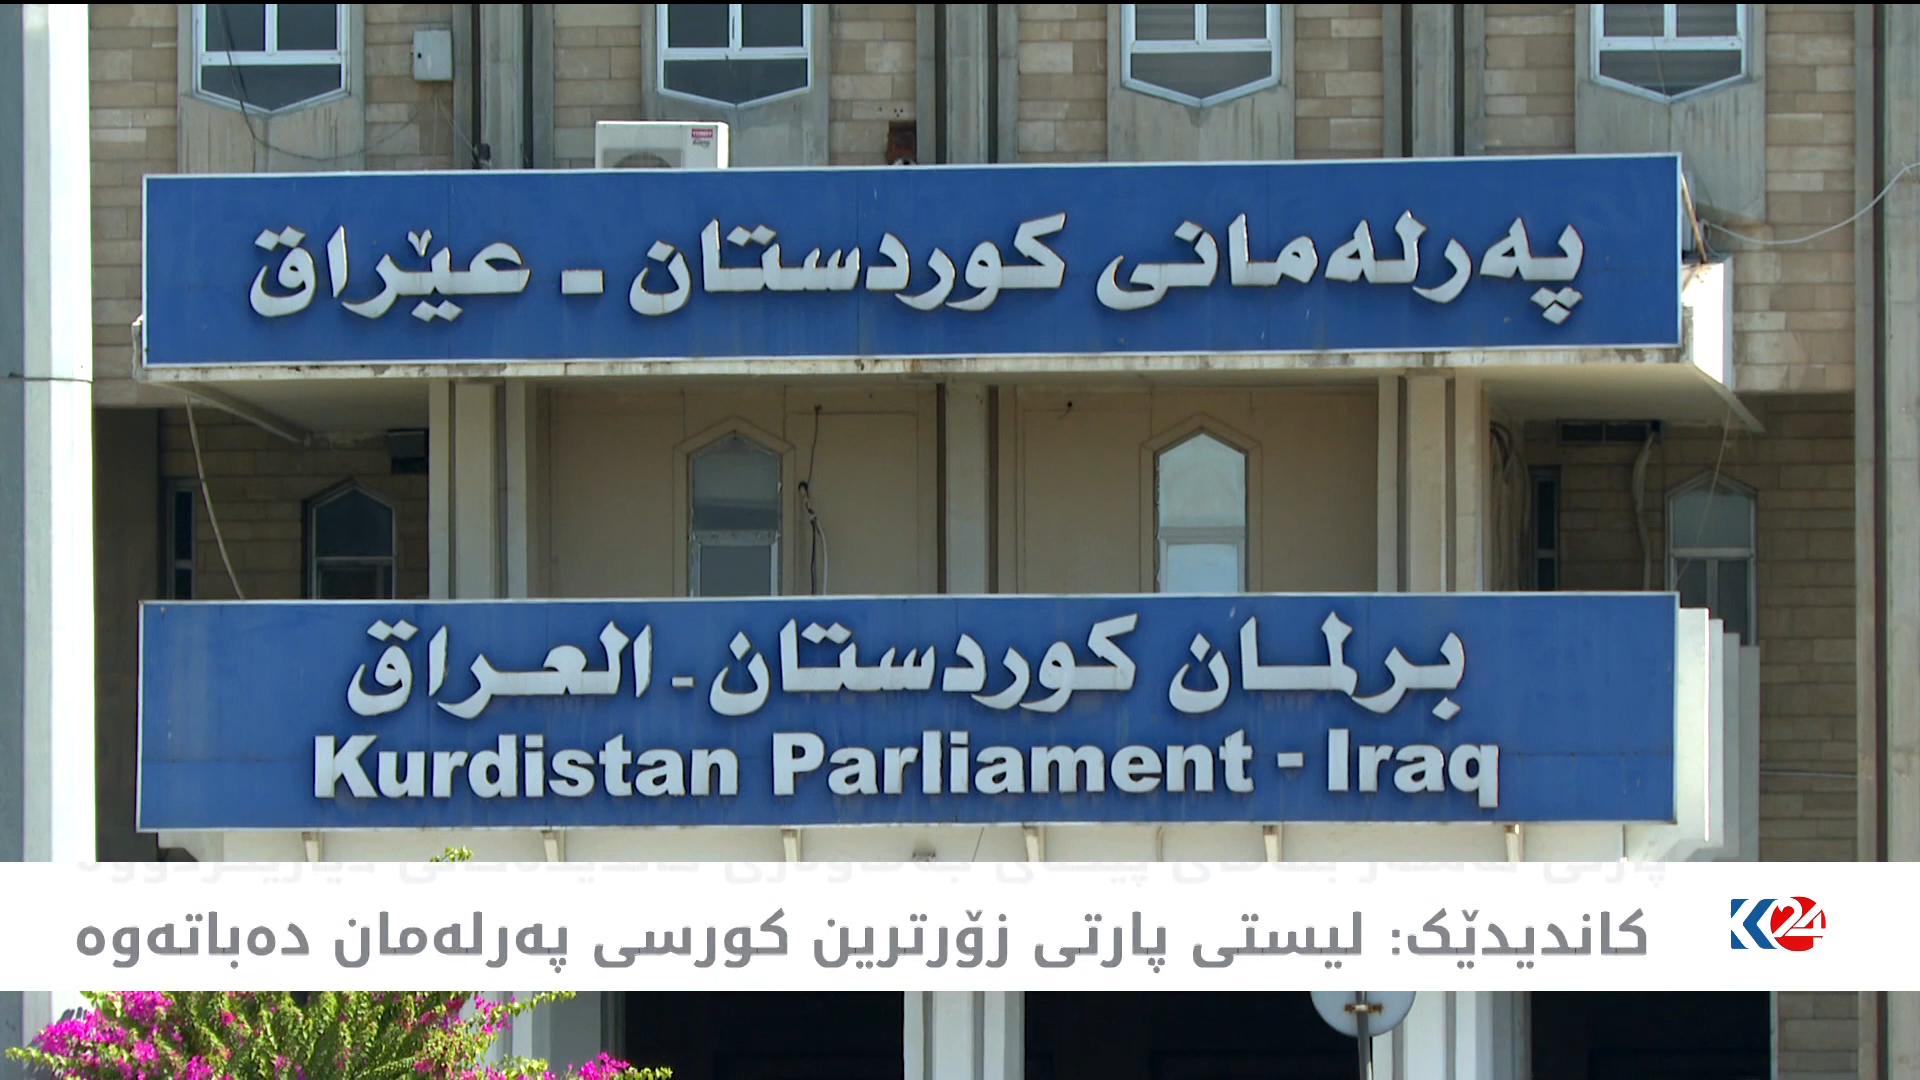 پەرلەمانی کوردستان - عێراق
برلمان كوردستان - العراق
Kurdistan Parliament - Iraq
کاندیدێک: لیستی پارتی زۆرترین کورسی پەرلەمان دەباتەوە
K24